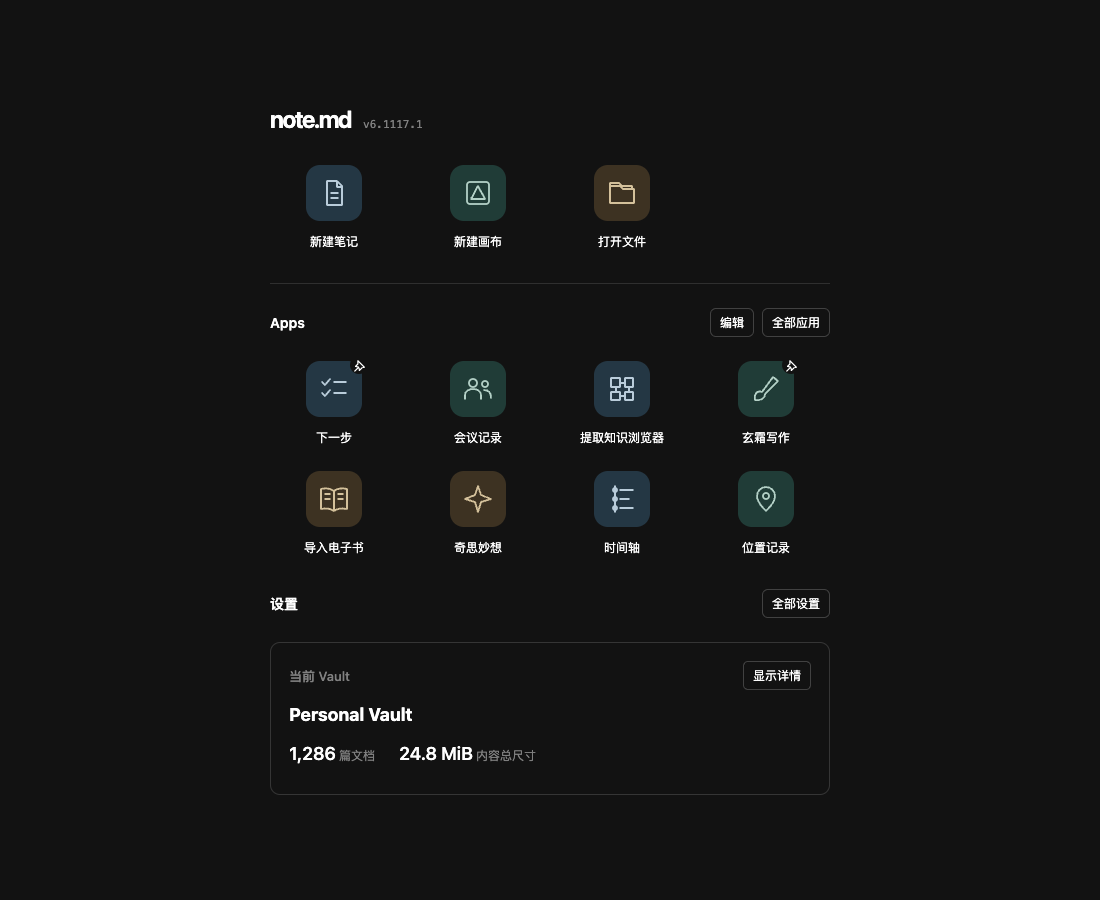 note.md v6.1117.1
新建笔记 新建画布 打开文件
Apps 编辑 全部应用
下一步 会议记录 提取知识浏览器 玄霜写作
导入电子书 奇思妙想 时间轴 位置记录
设置 全部设置
当前 Vault 显示详情
Personal Vault
1,286 篇文档 24.8 MiB 内容总尺寸